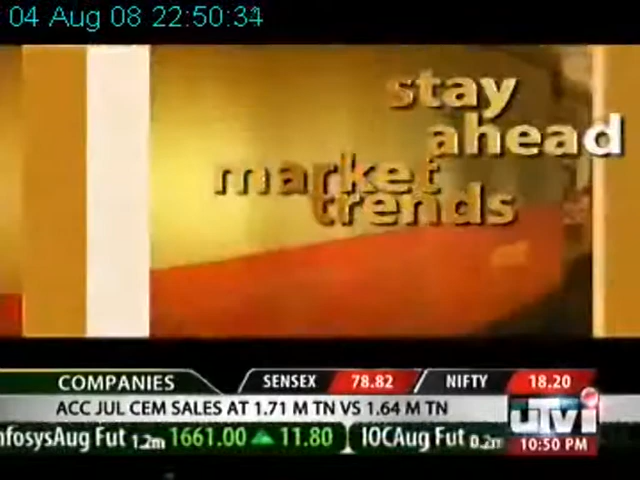 04 Aug 08 22:50:34
stay
ahead
market
trends
COMPANIES SENSEX 78.82 NIFTY 18.20
ACC JUL CEM SALES AT 1.71 M TN VS 1.64 M TN
utvi
nfosysAug Fut 1.2m 1661.00 ▲ 11.80 IOCAug Fut 0.2m
10:50 PM